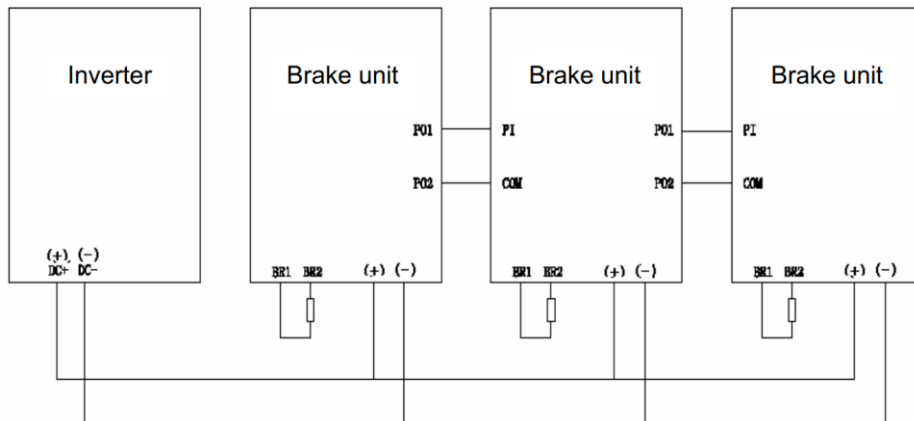 Inverter
Brake unit
Brake unit
Brake unit
PO1
PI
PO1
PI
PO2
COM
PO2
COM
(+) (-)
DC+ DC-
BR1 BR2 (+) (-)
BR1 BR2 (+) (-)
BR1 BR2 (+) (-)